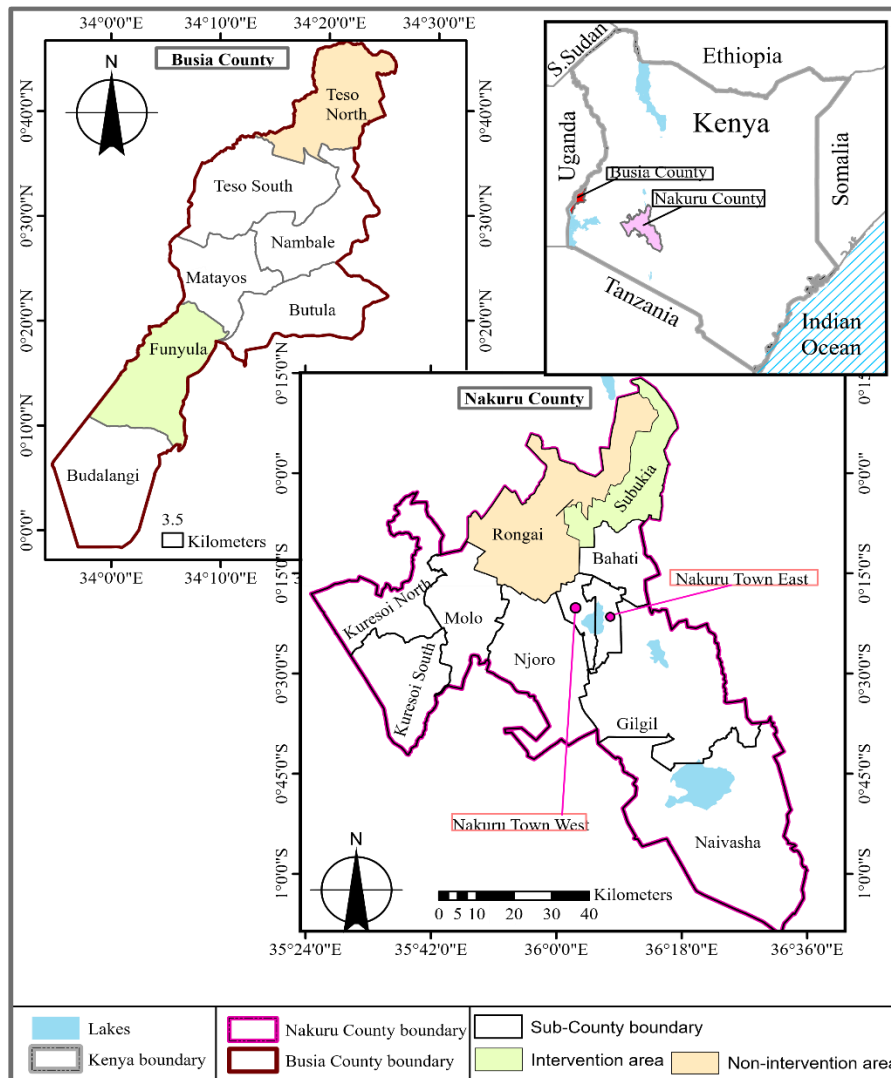 34°0'0"E
34°10'0"E
34°20'0"E
34°30'0"E
N
Busia County
0°40'0"N
0°30'0"N
0°20'0"N
0°10'0"N
0°0'0"
0°40'0"N
0°30'0"N
0°20'0"N
Teso
North
Teso South
Nambale
Matayos
Butula
Funyula
Budalangi
3.5
Kilometers
34°0'0"E
34°10'0"E
34°20'0"E
S.Sudan
Ethiopia
Kenya
Uganda
Somalia
Busia County
Nakuru County
Tanzania
Indian
Ocean
Nakuru County
0°15'0"N
0°0'0"
0°15'0"S
0°30'0"S
0°45'0"S
1°0'0"S
0°15
0°0'0"
0°15'0"S
0°30'0"S
0°45'0"S
1°0'0"S
Subukia
Rongai
Bahati
Nakuru Town East
Kuresoi North
Molo
Njoro
Kuresoi South
Gilgil
Nakuru Town West
Naivasha
N
Kilometers
0 5 10 20 30 40
35°24'0"E
35°42'0"E
36°0'0"E
36°18'0"E
36°36'0"E
Lakes
Kenya boundary
Nakuru County boundary
Busia County boundary
Sub-County boundary
Intervention area
Non-intervention area